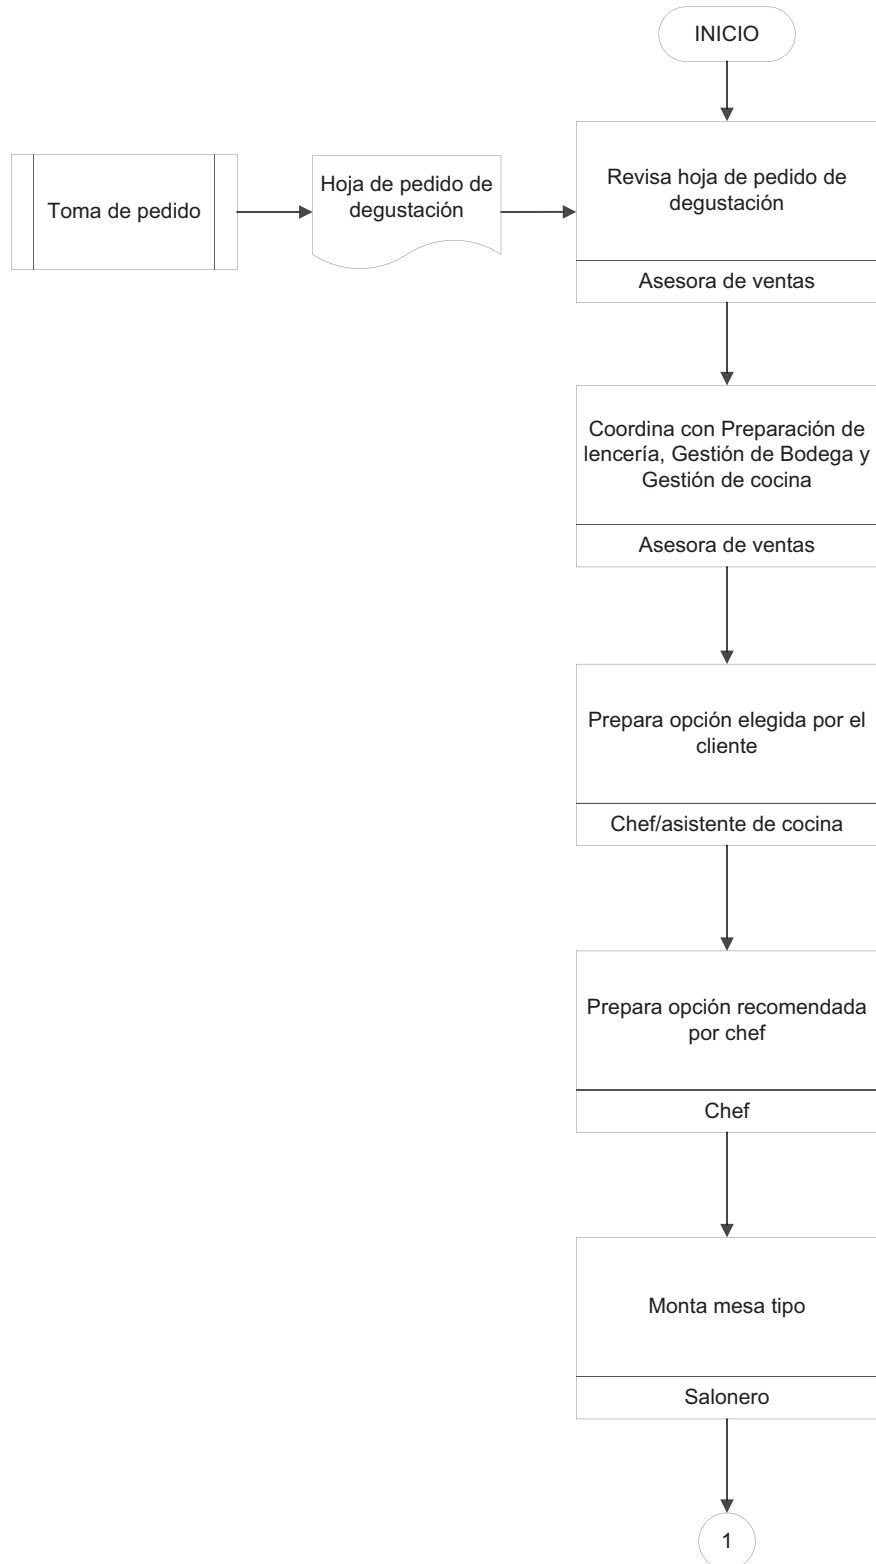 INICIO
Toma de pedido
Hoja de pedido de
degustación
Revisa hoja de pedido de
degustación
Asesora de ventas
Coordina con Preparación de
lencería, Gestión de Bodega y
Gestión de cocina
Asesora de ventas
Prepara opción elegida por el
cliente
Chef/asistente de cocina
Prepara opción recomendada
por chef
Chef
Monta mesa tipo
Salonero
1